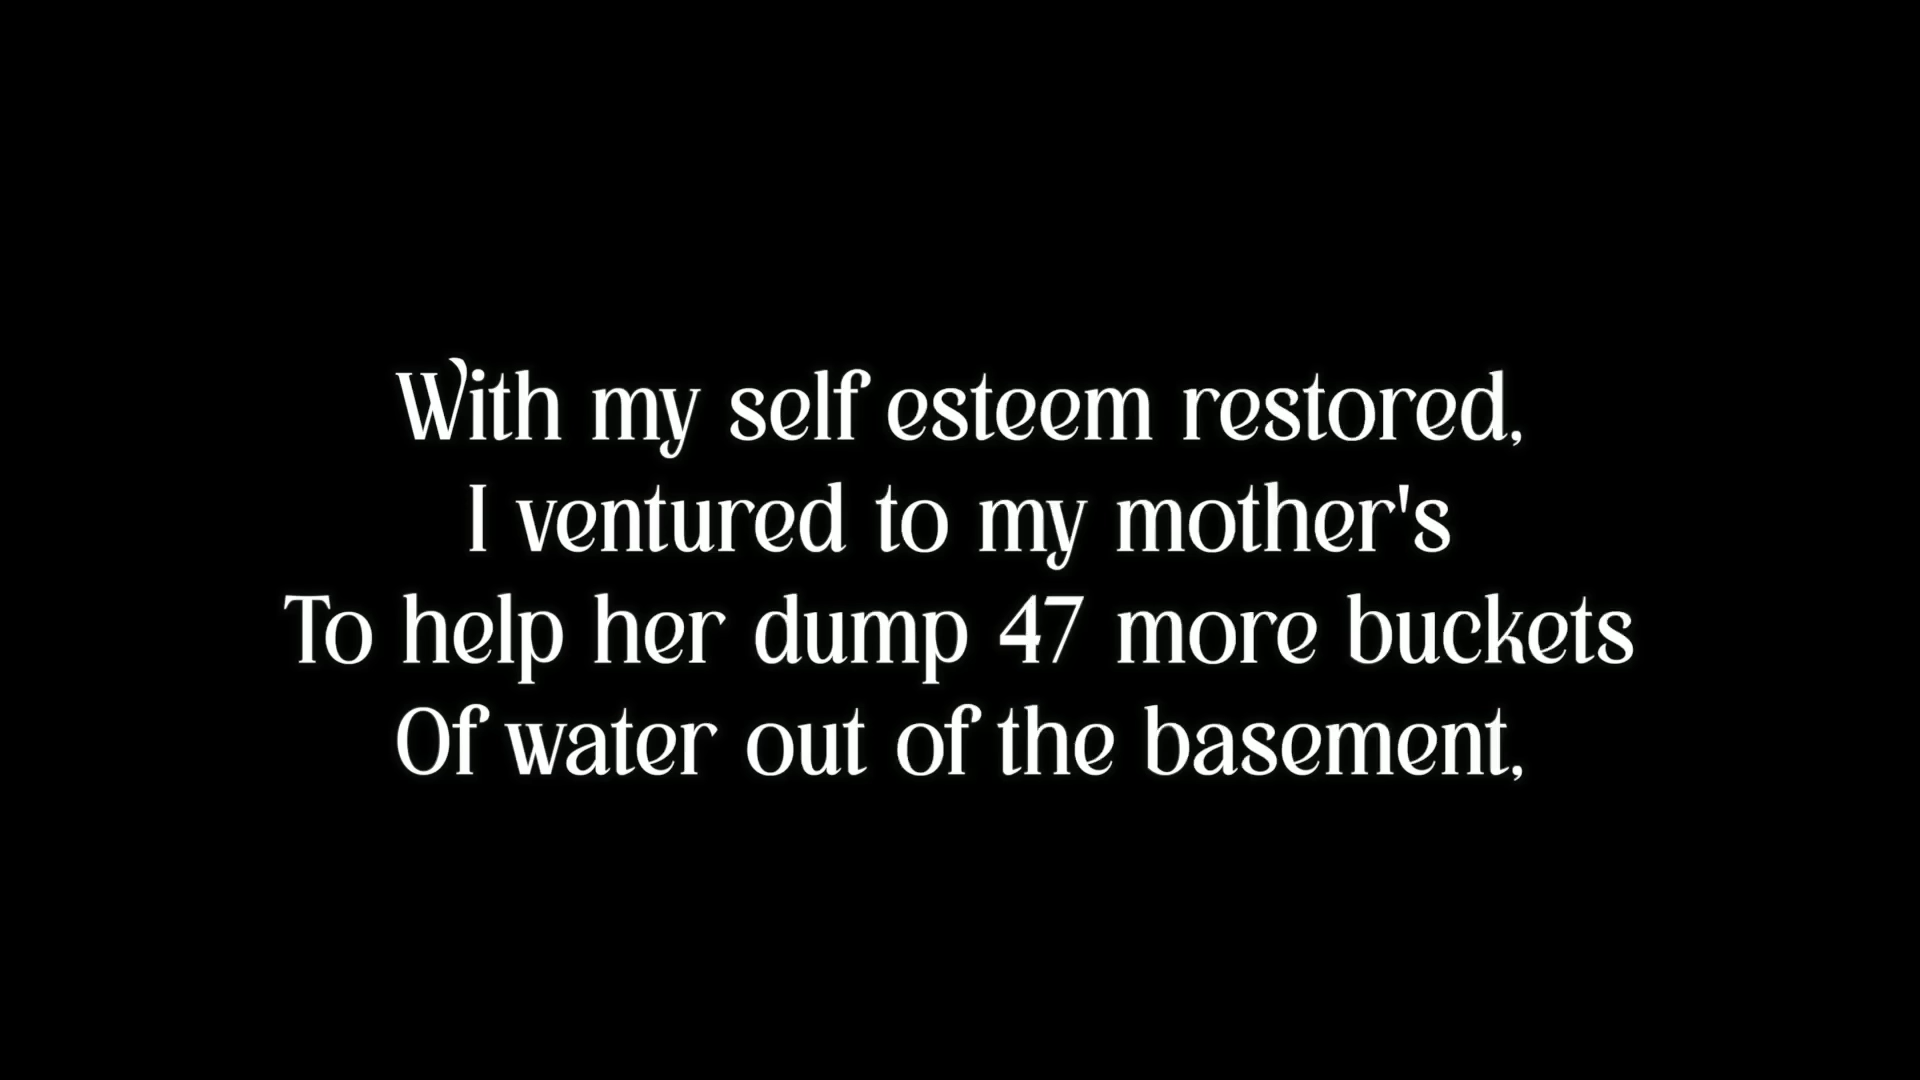 With my self esteem restored,
I ventured to my mother's
To help her dump 47 more buckets
Of water out of the basement,